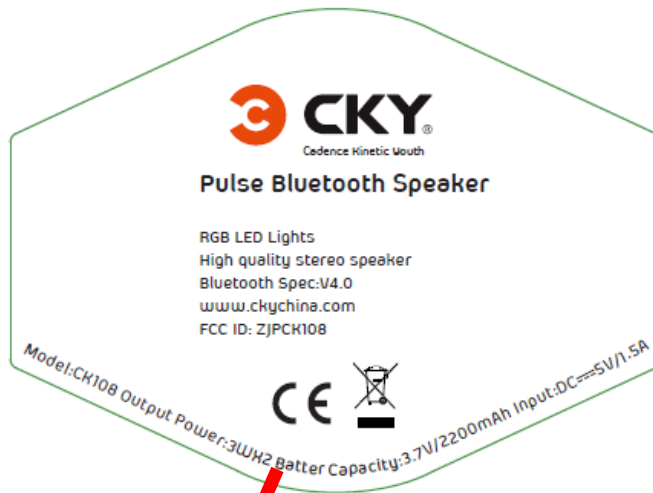 CKY®
Cadence Kinetic Youth
Pulse Bluetooth Speaker
RGB LED Lights
High quality stereo speaker
Bluetooth Spec:V4.0
www.ckychina.com
FCC ID: ZJPCK108
CE
Model:CK108 Output Power:3WX2 Batter Capacity:3.7V/2200mAh Input:DC⎓5V/1.5A